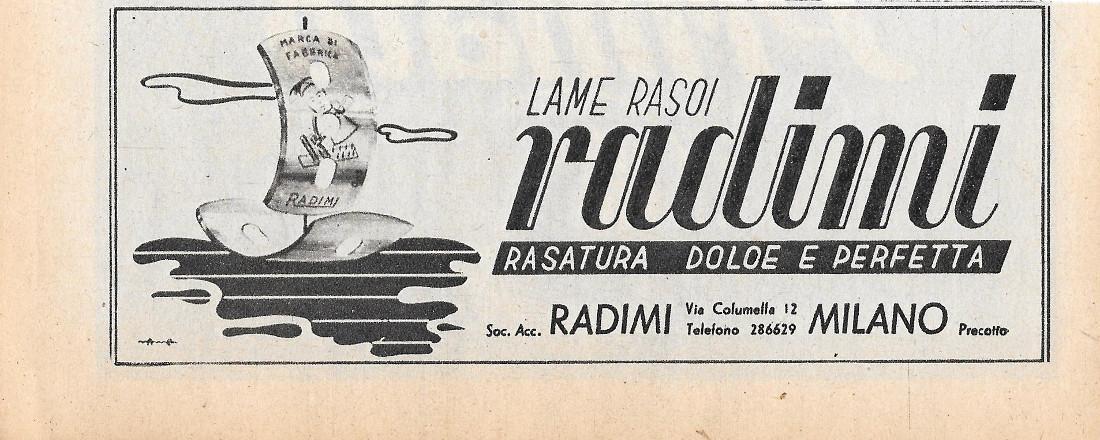 MARCA DI
FABBRICA
RADIMI
LAME RASOI
radimi
RASATURA DOLCE E PERFETTA
Soc. Acc. RADIMI Via Columella 12 MILANO Precotto
Telefono 286629